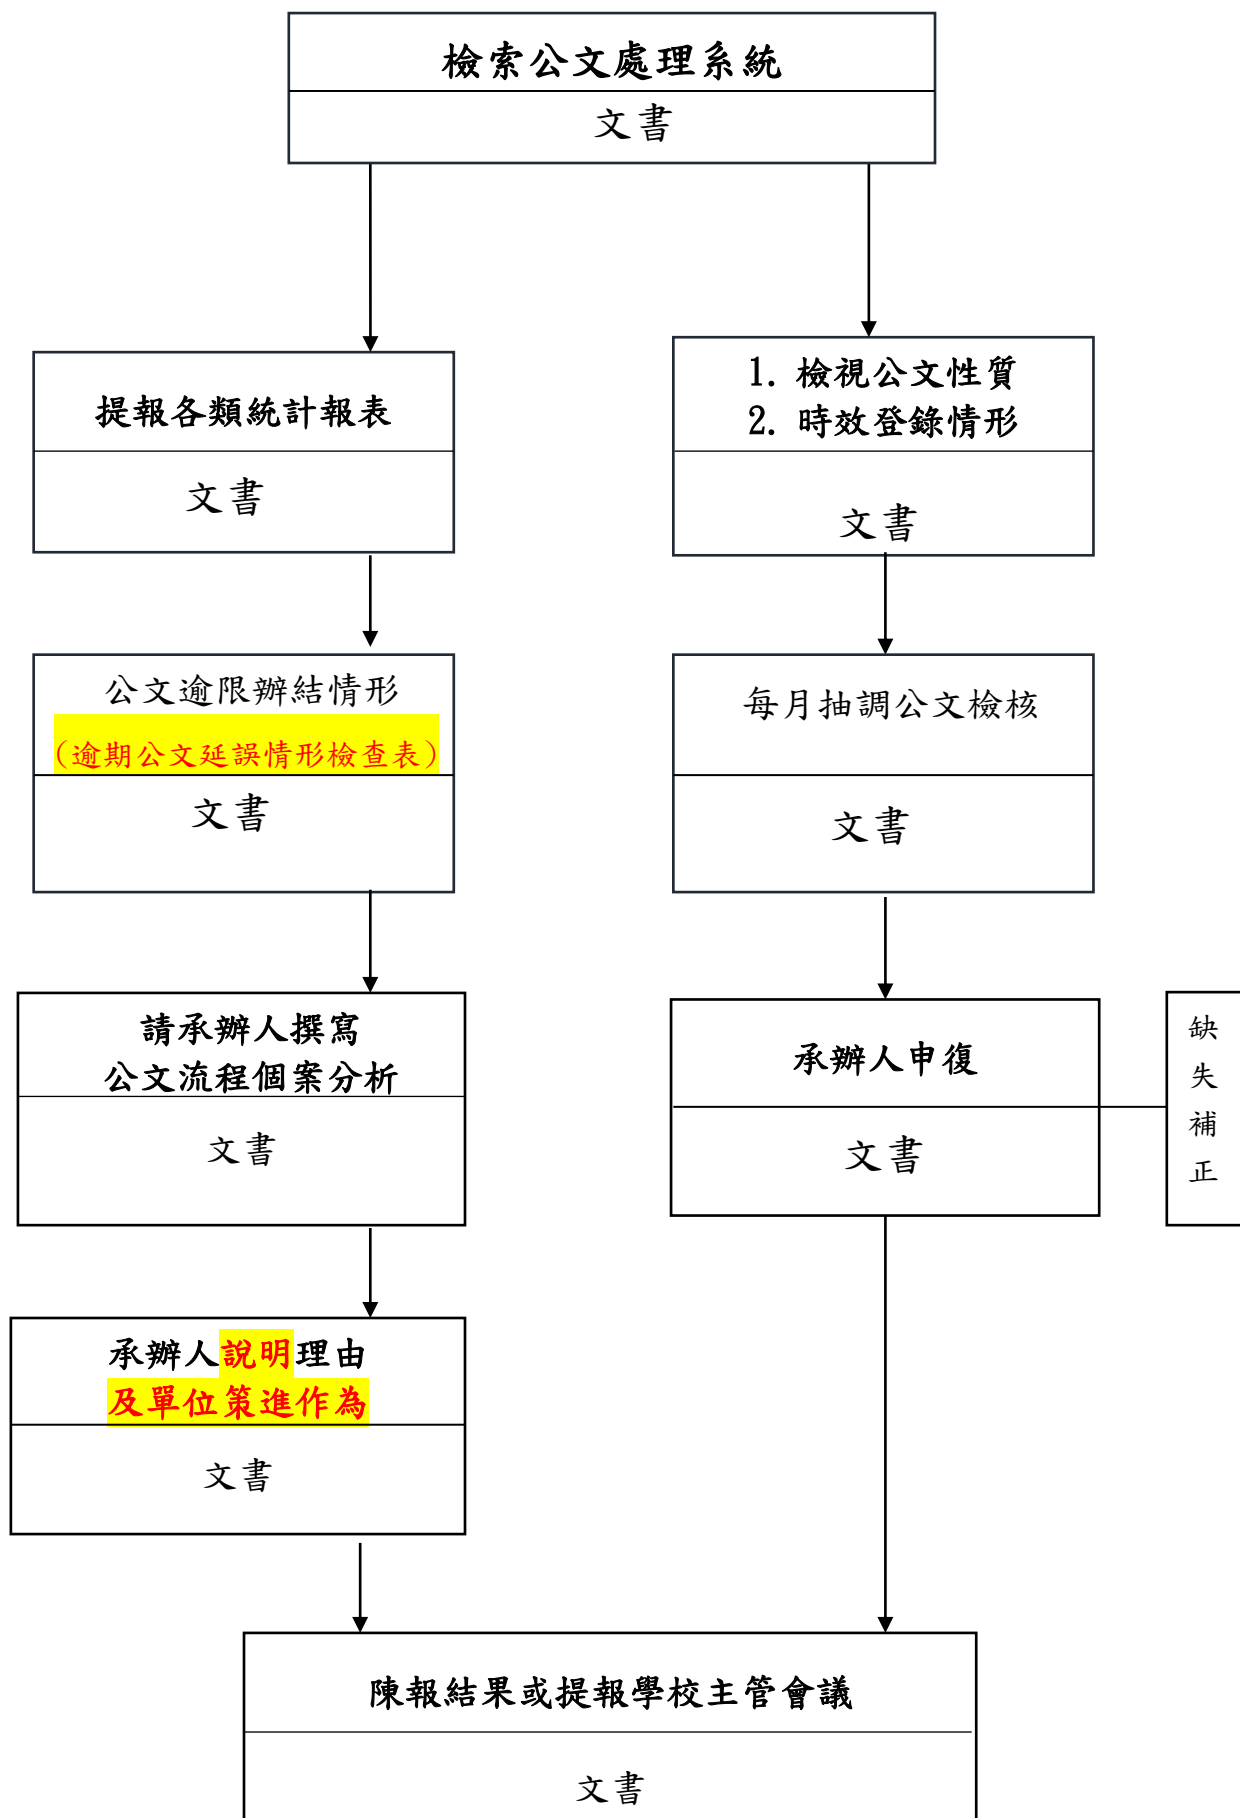 檢索公文處理系統
文書
提報各類統計報表
文書
1. 檢視公文性質
2. 時效登錄情形
文書
公文逾限辦結情形
(逾期公文延誤情形檢查表)
文書
每月抽調公文檢核
文書
請承辦人撰寫
公文流程個案分析
文書
承辦人申復
文書
缺
失
補
正
承辦人說明理由
及單位策進作為
文書
陳報結果或提報學校主管會議
文書